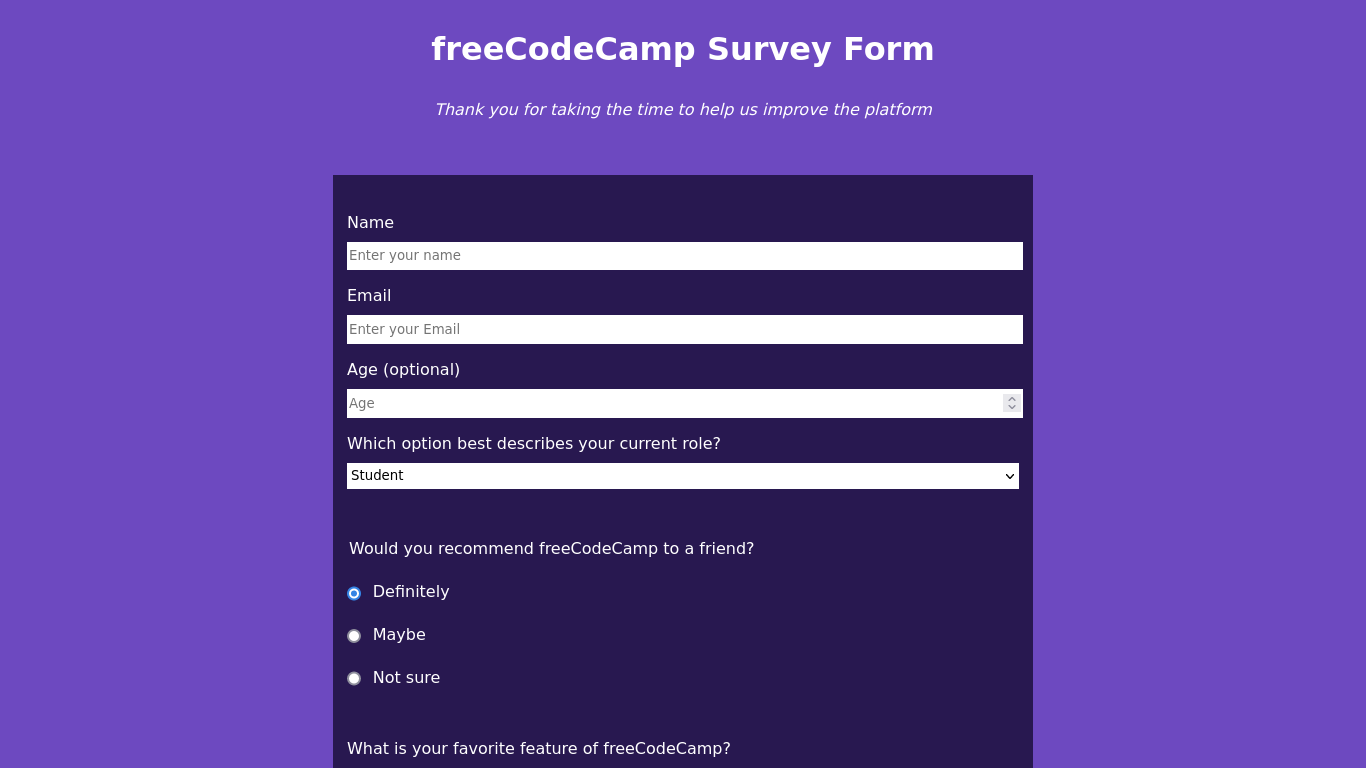 freeCodeCamp Survey Form
Thank you for taking the time to help us improve the platform
Name
Enter your name
Email
Enter your Email
Age (optional)
Age
Which option best describes your current role?
Student
Would you recommend freeCodeCamp to a friend?
Definitely
Maybe
Not sure
What is your favorite feature of freeCodeCamp?